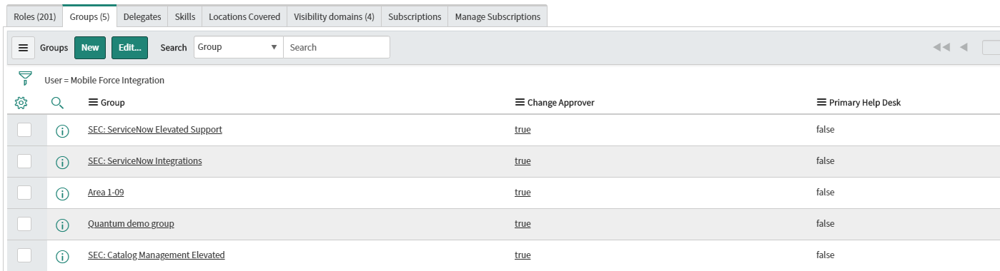 Roles (201) Groups (5) Delegates Skills Locations Covered Visibility domains (4) Subscriptions Manage Subscriptions
Groups New Edit... Search Group Search
User = Mobile Force Integration
Group Change Approver Primary Help Desk
SEC: ServiceNow Elevated Support true false
SEC: ServiceNow Integrations true false
Area 1-09 true false
Quantum demo group true false
SEC: Catalog Management Elevated true false